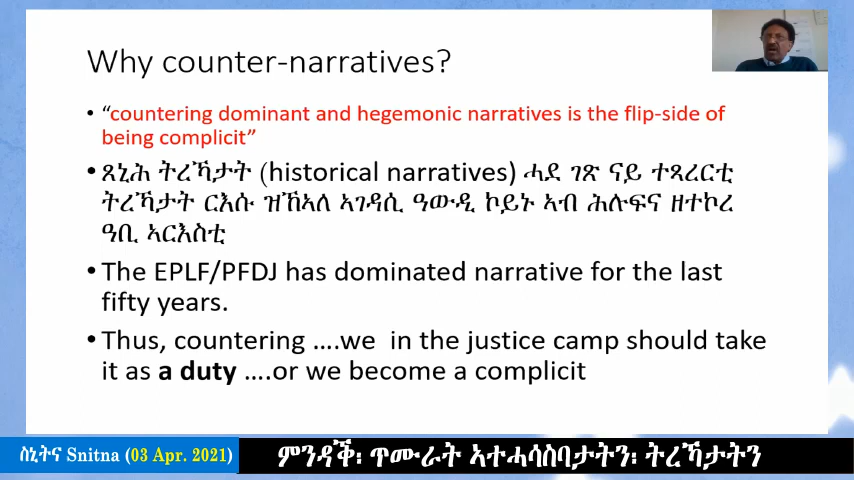 Why counter-narratives?
• “countering dominant and hegemonic narratives is the flip-side of
being complicit”
• ጸኒሕ ትረኻታት (historical narratives) ሓደ ገጽ ናይ ተጻረርቲ
ትረኻታት ርእሱ ዝኸኣለ ኣገዳሲ ዓውዲ ኮይኑ ኣብ ሕሉፍና ዘተኮረ
ዓቢ ኣርእስቲ
• The EPLF/PFDJ has dominated narrative for the last
fifty years.
• Thus, countering ....we in the justice camp should take
it as a duty ....or we become a complicit
ስኒትና Snitna (03 Apr. 2021)
ምንዳቕ፡ ጥሙራት ኣተሓሳስባታትን፡ ትረኻታትን